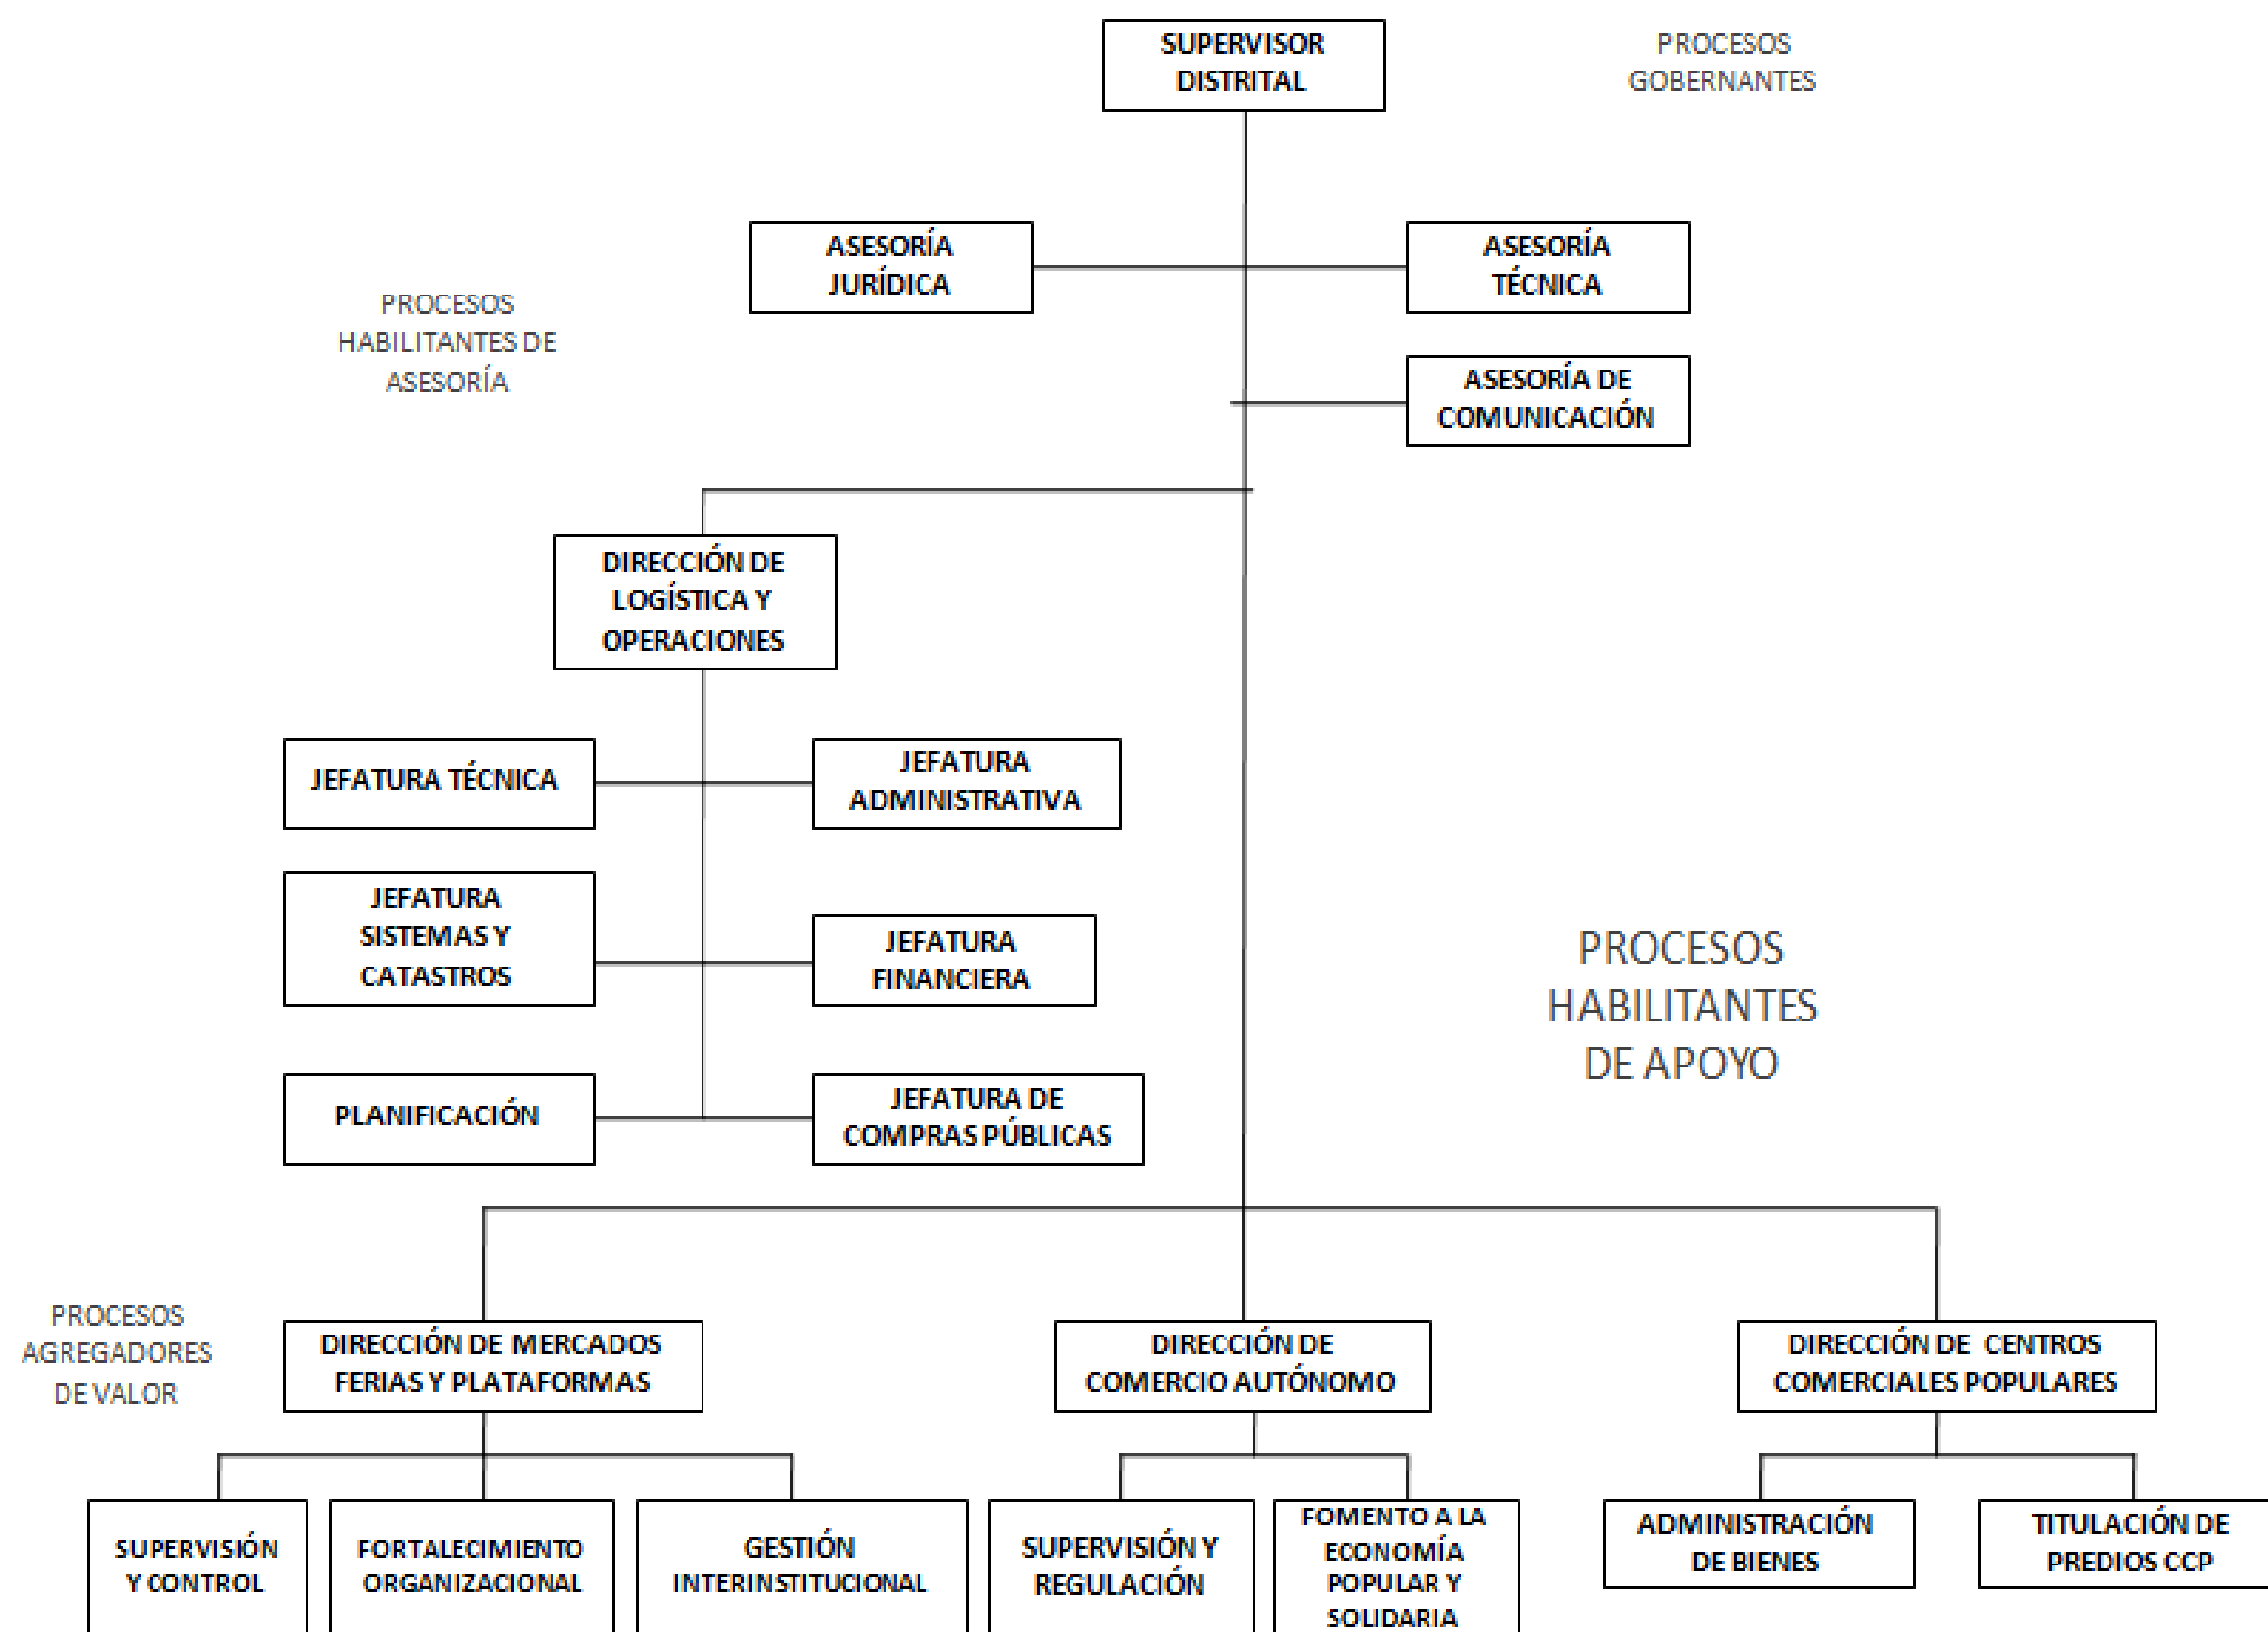 SUPERVISOR
DISTRITAL
PROCESOS
GOBERNANTES
ASESORÍA
JURÍDICA
ASESORÍA
TÉCNICA
PROCESOS
HABILITANTES DE
ASESORÍA
ASESORÍA DE
COMUNICACIÓN
DIRECCIÓN DE
LOGÍSTICA Y
OPERACIONES
JEFATURA TÉCNICA
JEFATURA
ADMINISTRATIVA
JEFATURA
SISTEMAS Y
CATASTROS
JEFATURA
FINANCIERA
PROCESOS
HABILITANTES
DE APOYO
PLANIFICACIÓN
JEFATURA DE
COMPRAS PÚBLICAS
PROCESOS
AGREGADORES
DE VALOR
DIRECCIÓN DE MERCADOS
FERIAS Y PLATAFORMAS
DIRECCIÓN DE
COMERCIO AUTÓNOMO
DIRECCIÓN DE CENTROS
COMERCIALES POPULARES
SUPERVISIÓN
Y CONTROL
FORTALECIMIENTO
ORGANIZACIONAL
GESTIÓN
INTERINSTITUCIONAL
SUPERVISIÓN Y
REGULACIÓN
FOMENTO A LA
ECONOMÍA
POPULAR Y
SOLIDARIA
ADMINISTRACIÓN
DE BIENES
TITULACIÓN DE
PREDIOS CCP